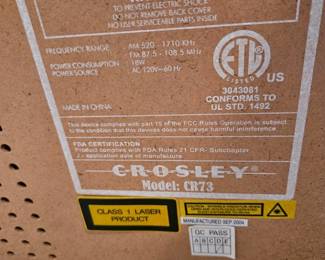 TO PREVENT ELECTRIC SHOCK
DO NOT REMOVE BACK COVER
NO USER SERVICEABLE PARTS INSIDE
FREQUENCY RANGE AM 520 - 1710 KHz
FM 87.5 - 108.5 MHz
POWER CONSUMPTION 18W
POWER SOURCE AC 120V~60 Hz
ETL
LISTED
US
3043081
CONFORMS TO
UL STD. 1492
MADE IN CHINA
This device complies with part 15 of the FCC Rules Operation is subject
to the condition that this devices does not cause harmful anninterference
FDA CERTIFICATION
Product complies with FDA Rules 21 CFR- Subchapter
J - applicable date of manufacture
CROSLEY
Model: CR73
CLASS 1 LASER
PRODUCT
MANUFACTURED SEP 2004
QC PASS
A B C D E